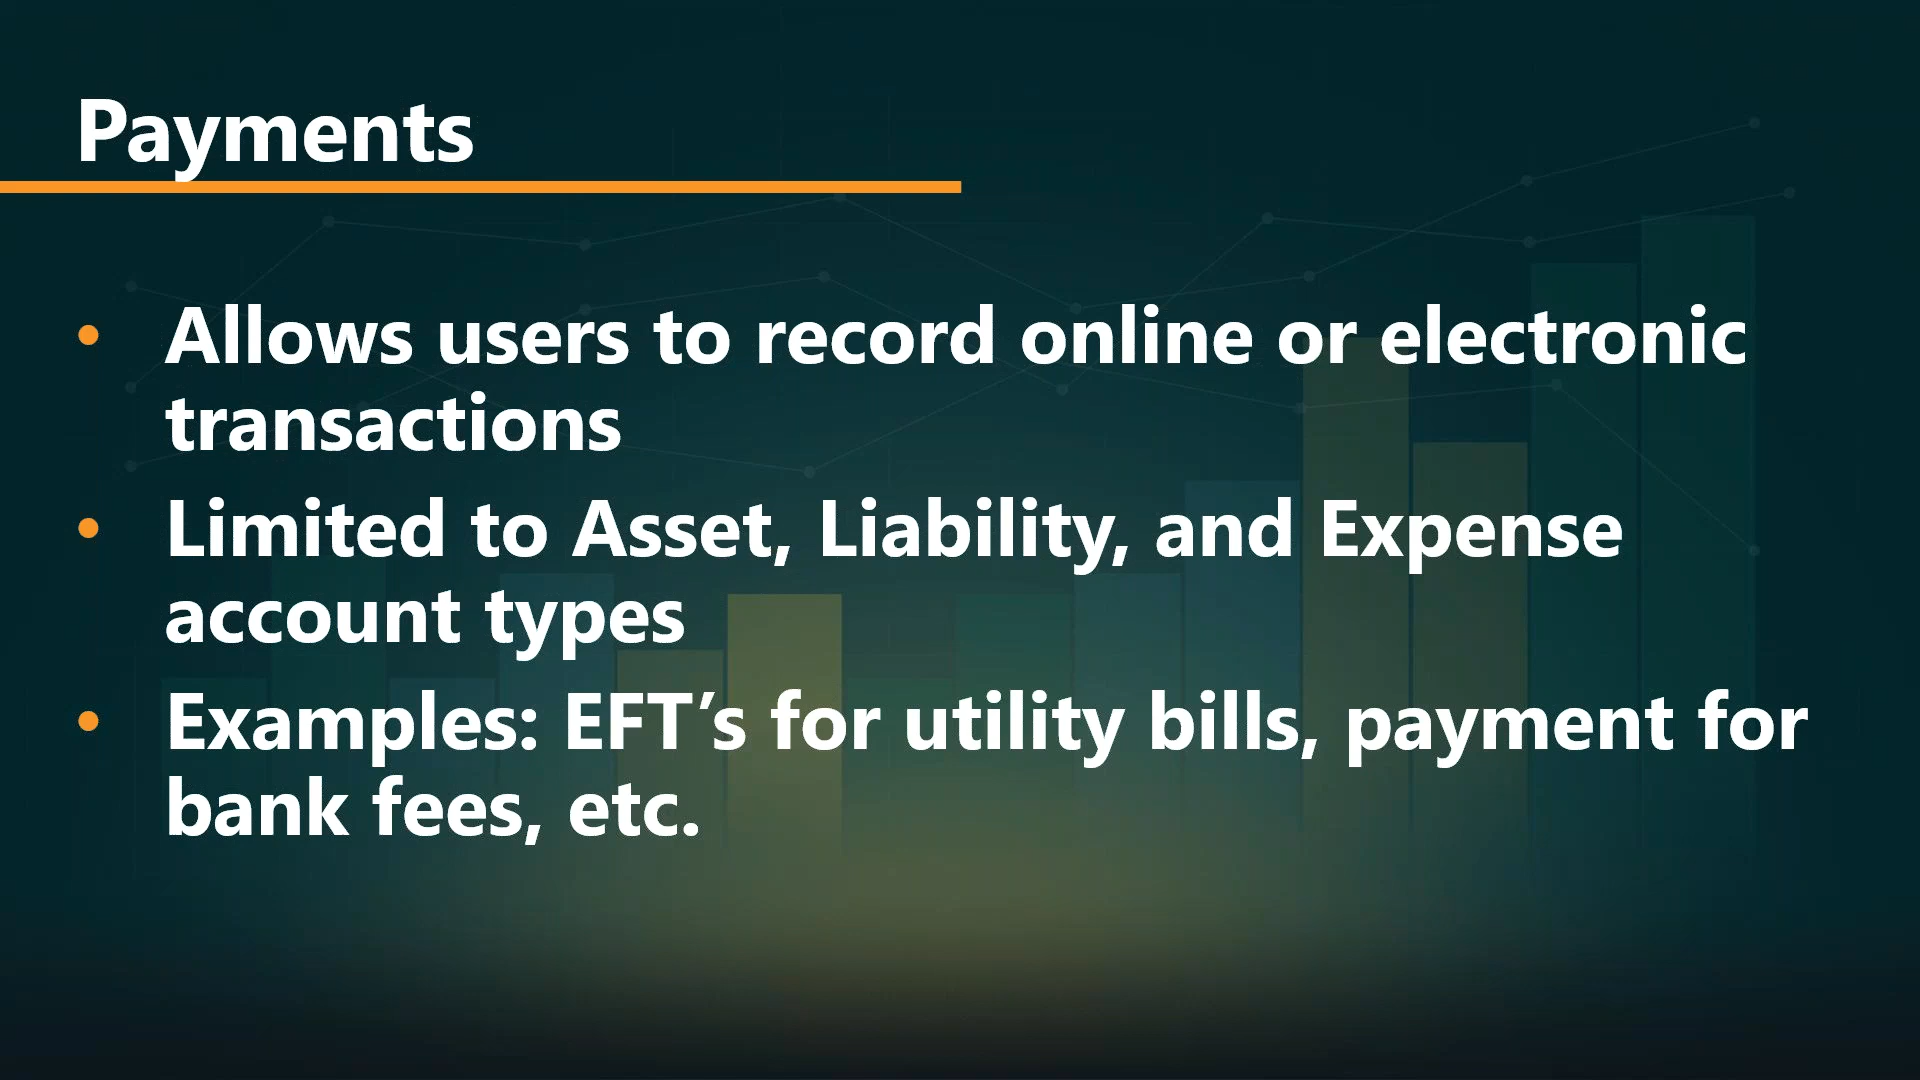 Payments
• Allows users to record online or electronic
transactions
• Limited to Asset, Liability, and Expense
account types
• Examples: EFT’s for utility bills, payment for
bank fees, etc.